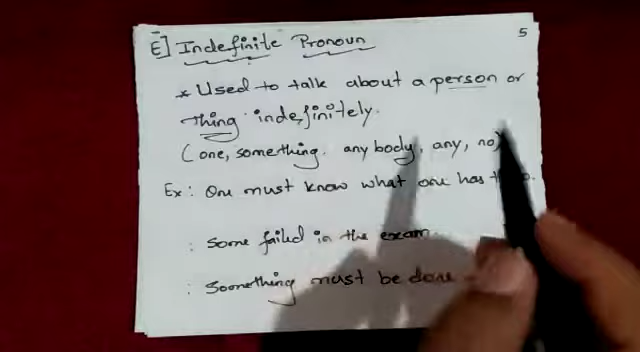 5
E] Indefinite Pronoun
* Used to talk about a person or
thing indefinitely.
(one, something. any body, any, no)
Ex: One must know what one has
: Some failed in the exam.
: Something must be done